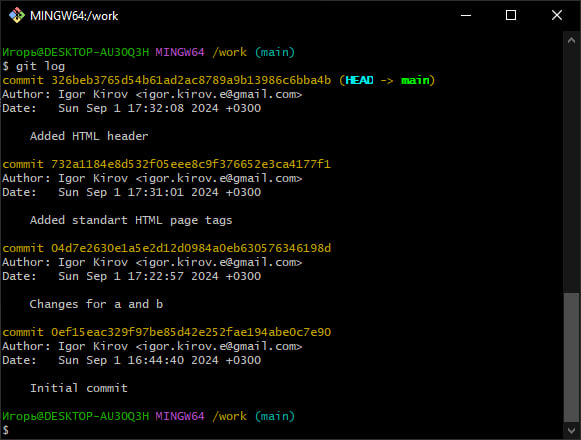 MINGW64:/work
Игорь@DESKTOP-AU3OQ3H MINGW64 /work (main)
$ git log
commit 326beb3765d54b61ad2ac8789a9b13986c6bba4b (HEAD -> main)
Author: Igor Kirov <igor.kirov.e@gmail.com>
Date:   Sun Sep 1 17:32:08 2024 +0300
    Added HTML header
commit 732a1184e8d532f05eee8c9f376652e3ca4177f1
Author: Igor Kirov <igor.kirov.e@gmail.com>
Date:   Sun Sep 1 17:31:01 2024 +0300
    Added standart HTML page tags
commit 04d7e2630e1a5e2d12d0984a0eb630576346198d
Author: Igor Kirov <igor.kirov.e@gmail.com>
Date:   Sun Sep 1 17:22:57 2024 +0300
    Changes for a and b
commit 0ef15eac329f97be85d42e252fae194abe0c7e90
Author: Igor Kirov <igor.kirov.e@gmail.com>
Date:   Sun Sep 1 16:44:40 2024 +0300
    Initial commit
Игорь@DESKTOP-AU3OQ3H MINGW64 /work (main)
$